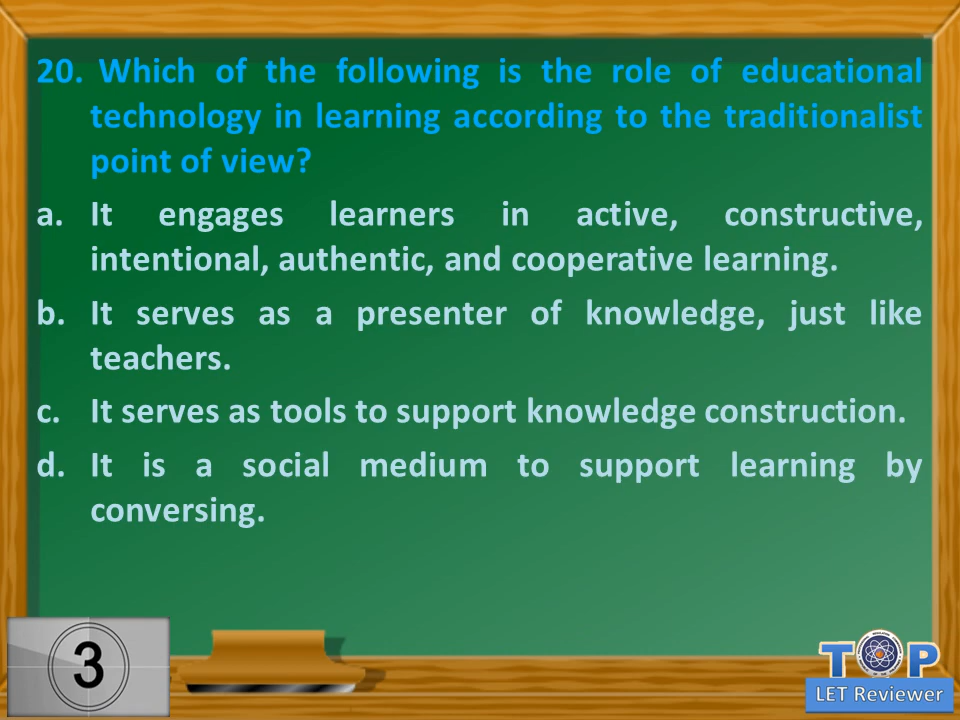 20. Which of the following is the role of educational
technology in learning according to the traditionalist
point of view?
a. It engages learners in active, constructive,
intentional, authentic, and cooperative learning.
b. It serves as a presenter of knowledge, just like
teachers.
c. It serves as tools to support knowledge construction.
d. It is a social medium to support learning by
conversing.
3
TOP
LET Reviewer